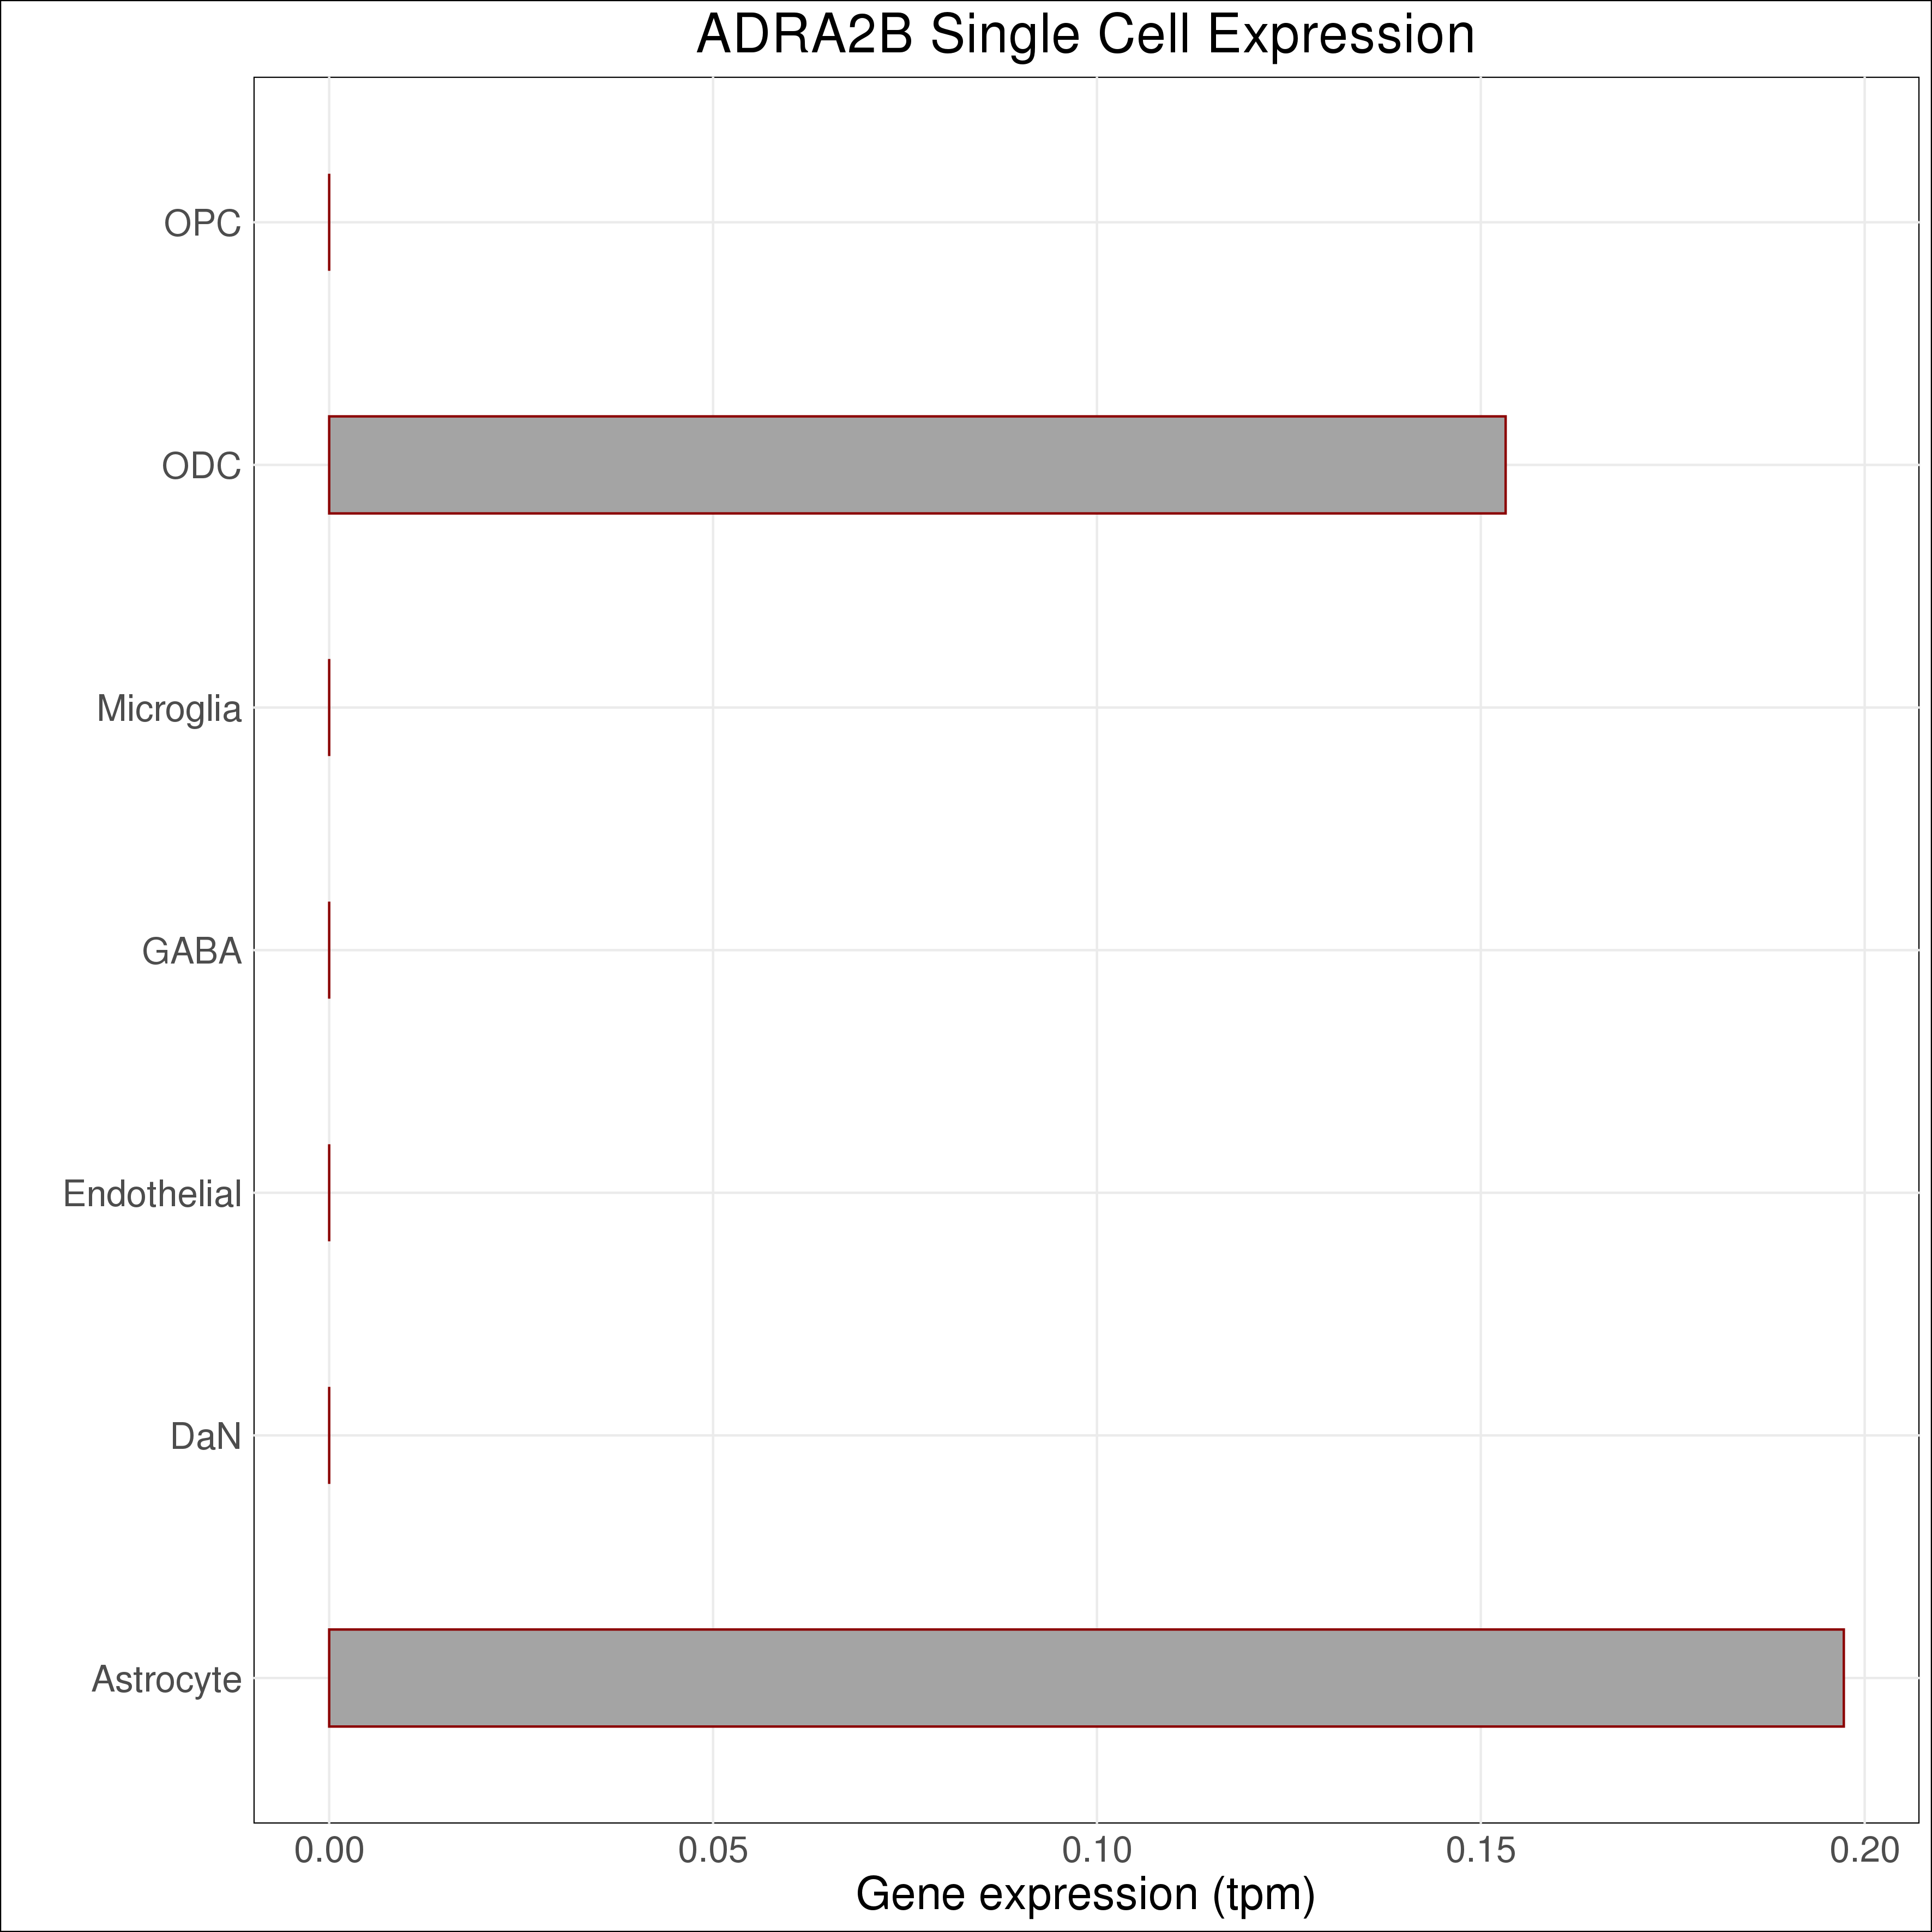 ADRA2B Single Cell Expression
OPC
ODC
Microglia
GABA
Endothelial
DaN
Astrocyte
0.00 0.05 0.10 0.15 0.20
Gene expression (tpm)